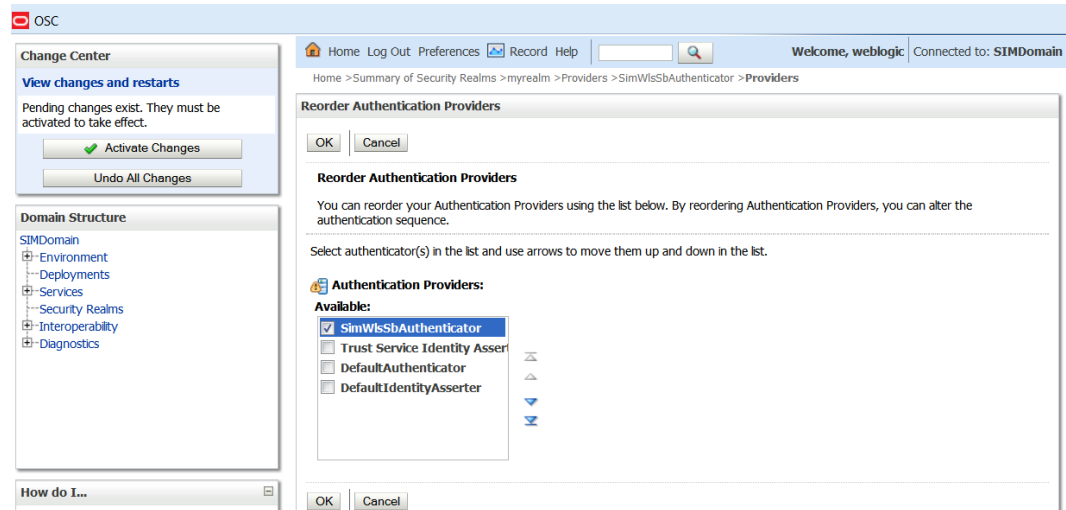 OSC
Change Center
View changes and restarts
Pending changes exist. They must be
activated to take effect.
Activate Changes
Undo All Changes
Domain Structure
SIMDomain
Environment
Deployments
Services
Security Realms
Interoperability
Diagnostics
How do I...
Home Log Out Preferences Record Help
Welcome, weblogic Connected to: SIMDomain
Home >Summary of Security Realms >myrealm >Providers >SimWlsSbAuthenticator >Providers
Reorder Authentication Providers
OK Cancel
Reorder Authentication Providers
You can reorder your Authentication Providers using the list below. By reordering Authentication Providers, you can alter the
authentication sequence.
Select authenticator(s) in the list and use arrows to move them up and down in the list.
Authentication Providers:
Available:
SimWlsSbAuthenticator
Trust Service Identity Assert
DefaultAuthenticator
DefaultIdentityAsserter
OK Cancel